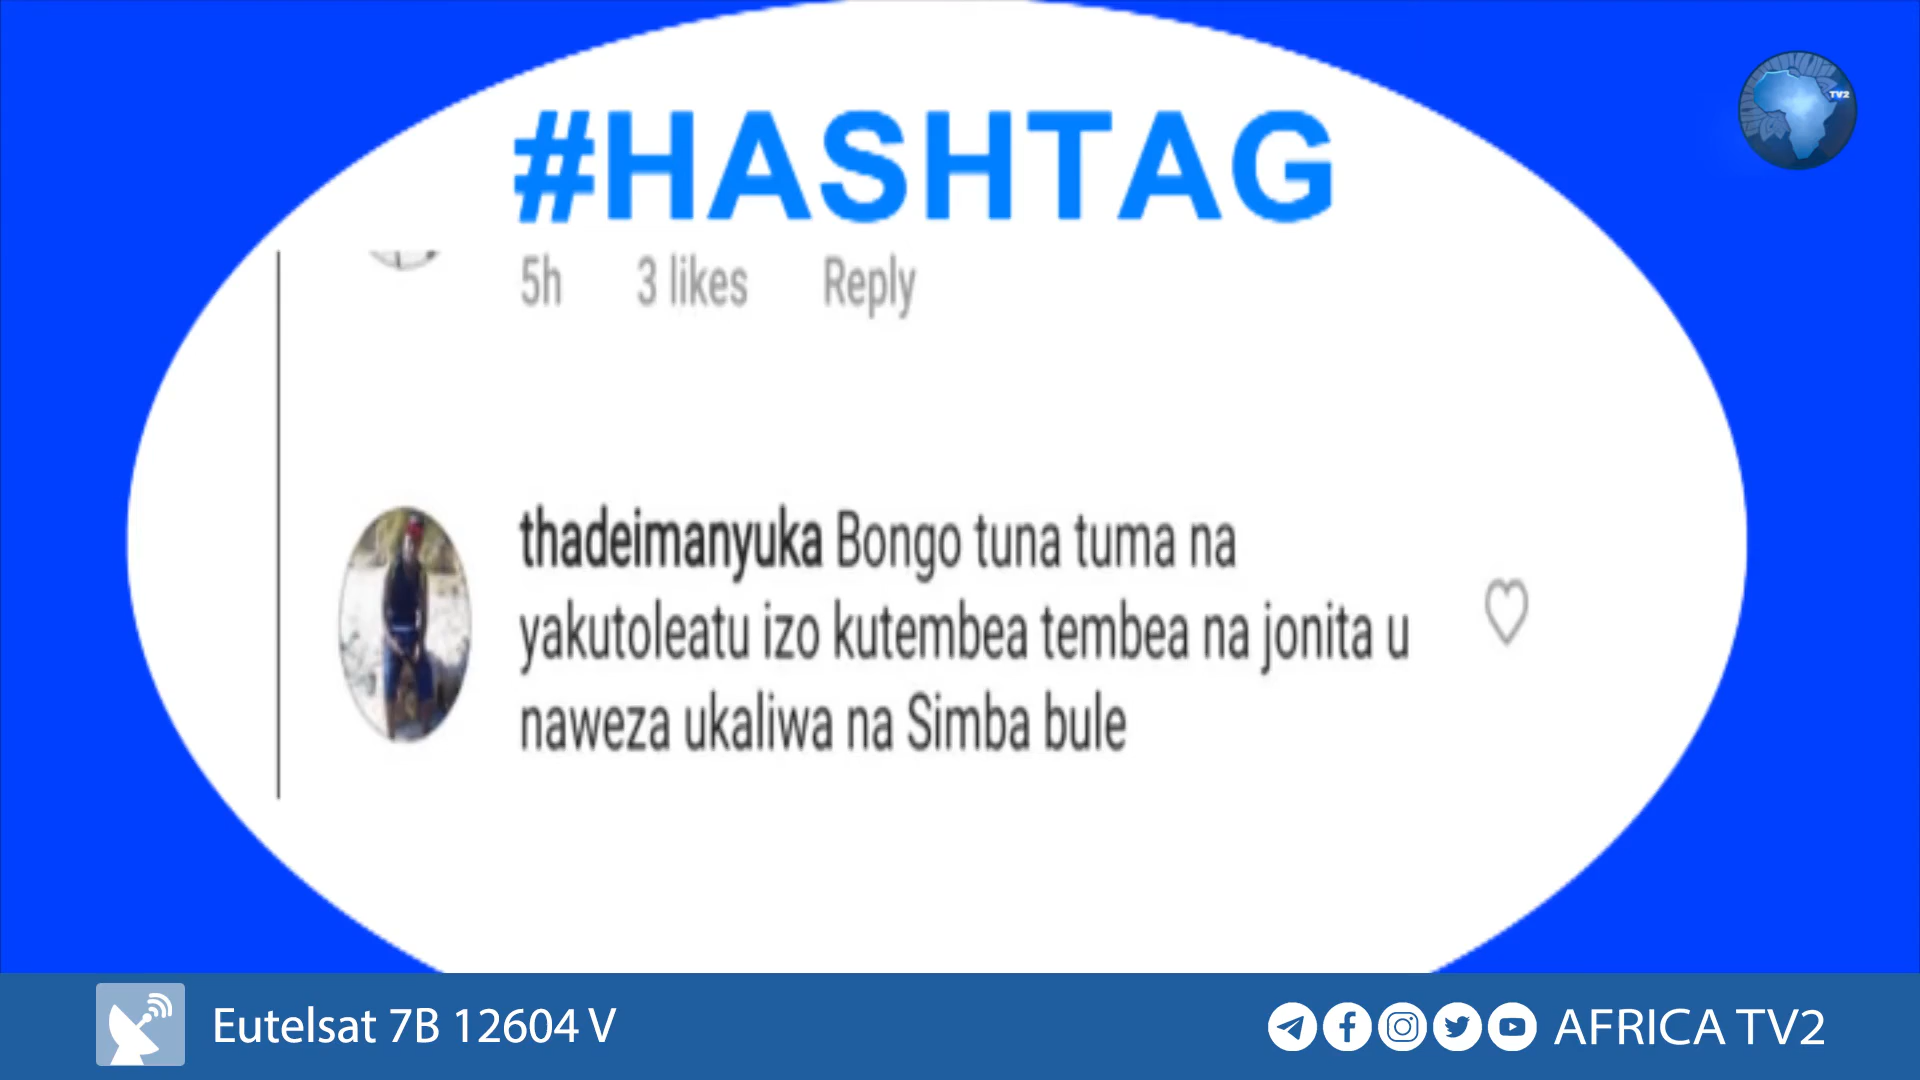 TV2
#HASHTAG
5h 3 likes Reply
thadeimanyuka Bongo tuna tuma na
yakutoleatu izo kutembea tembea na jonita u
naweza ukaliwa na Simba bule
Eutelsat 7B 12604 V
AFRICA TV2